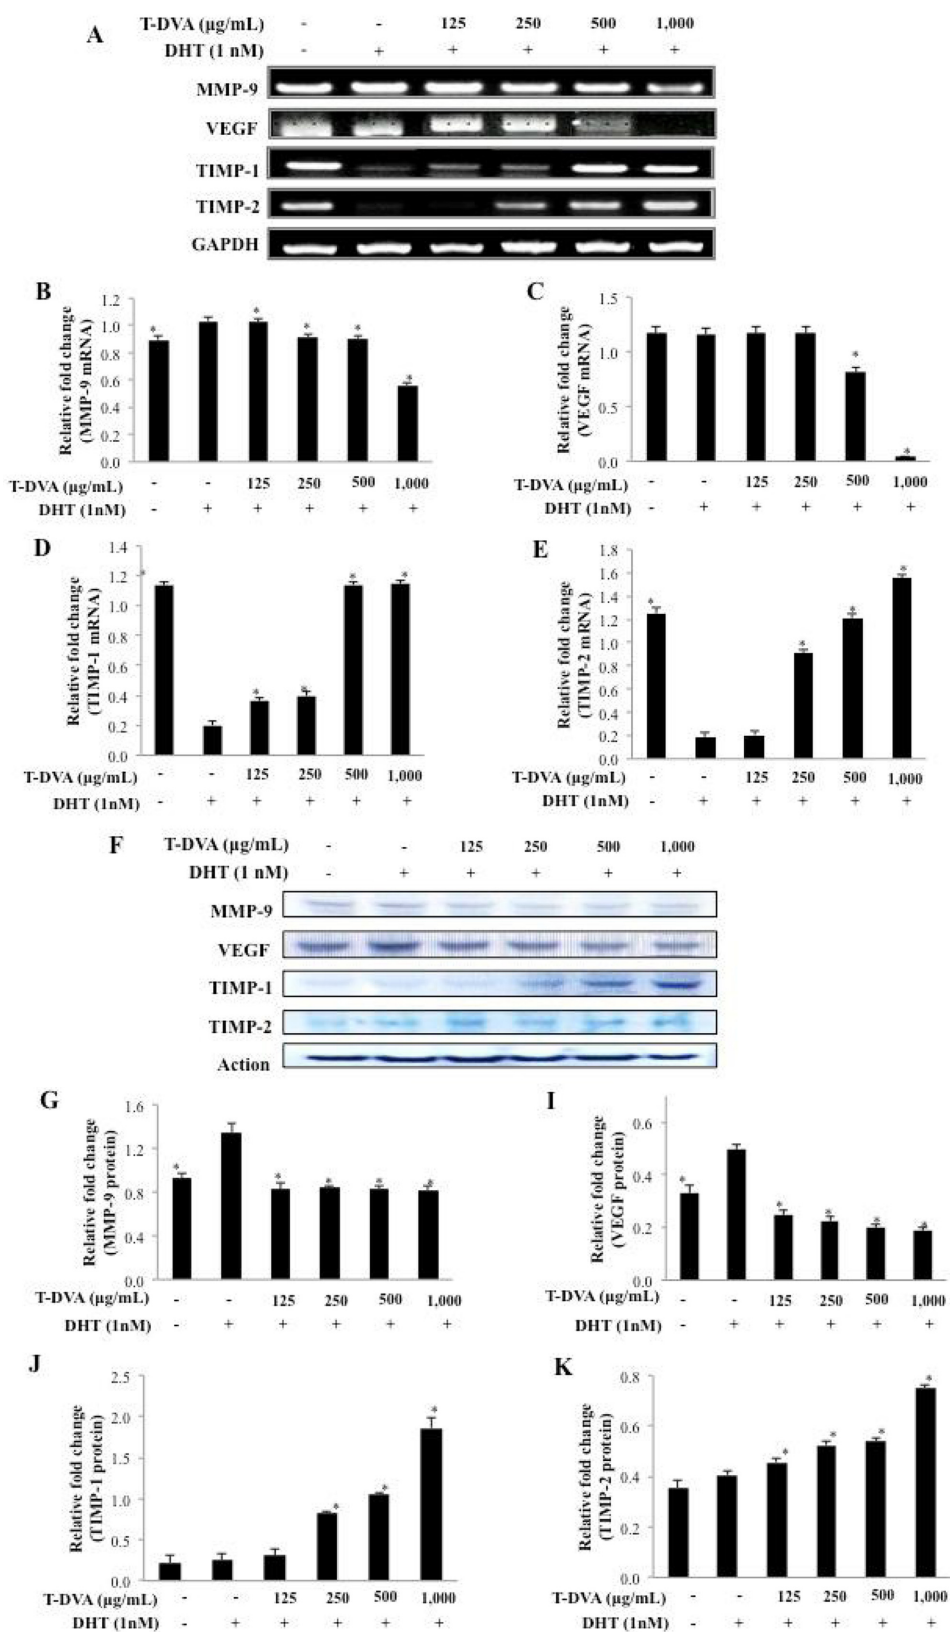 A
T-DVA (μg/mL) - - 125 250 500 1,000
DHT (1 nM) - + + + + +
MMP-9
VEGF
TIMP-1
TIMP-2
GAPDH
B
Relative fold change
(MMP-9 mRNA)
1.2
1.0
0.8
0.6
0.4
0.2
0.0
* * * * *
T-DVA (μg/mL) - - 125 250 500 1,000
DHT (1nM) - + + + + +
C
Relative fold change
(VEGF mRNA)
1.5
1.0
0.5
0.0
* *
T-DVA (μg/mL) - - 125 250 500 1,000
DHT (1nM) - + + + + +
D
Relative fold change
(TIMP-1 mRNA)
1.4
1.2
1.0
0.8
0.6
0.4
0.2
0.0
* * * * *
T-DVA (μg/mL) - - 125 250 500 1,000
DHT (1nM) - + + + + +
E
Relative fold change
(TIMP-2 mRNA)
1.8
1.6
1.4
1.2
1.0
0.8
0.6
0.4
0.2
0.0
* * * *
T-DVA (μg/mL) - - 125 250 500 1,000
DHT (1nM) - + + + + +
F
T-DVA (μg/mL) - - 125 250 500 1,000
DHT (1 nM) - + + + + +
MMP-9
VEGF
TIMP-1
TIMP-2
Action
G
Relative fold change
(MMP-9 protein)
1.6
1.2
0.8
0.4
0.0
* * * * *
T-DVA (μg/mL) - - 125 250 500 1,000
DHT (1nM) - + + + + +
I
Relative fold change
(VEGF protein)
0.6
0.4
0.2
0.0
* * * * *
T-DVA (μg/mL) - - 125 250 500 1,000
DHT (1nM) - + + + + +
J
Relative fold change
(TIMP-1 protein)
2.5
2.0
1.5
1.0
0.5
0.0
* * *
T-DVA (μg/mL) - - 125 250 500 1,000
DHT (1nM) - + + + + +
K
Relative fold change
(TIMP-2 protein)
0.8
0.6
0.4
0.2
0.0
* * * *
T-DVA (μg/mL) - - 125 250 500 1,000
DHT (1nM) - + + + + +